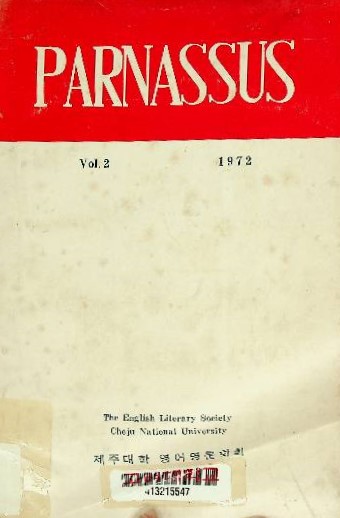 PARNASSUS
Vol. 2 1972
The English Literary Society
Cheju National University
제주대학 영어영문학회
413215547